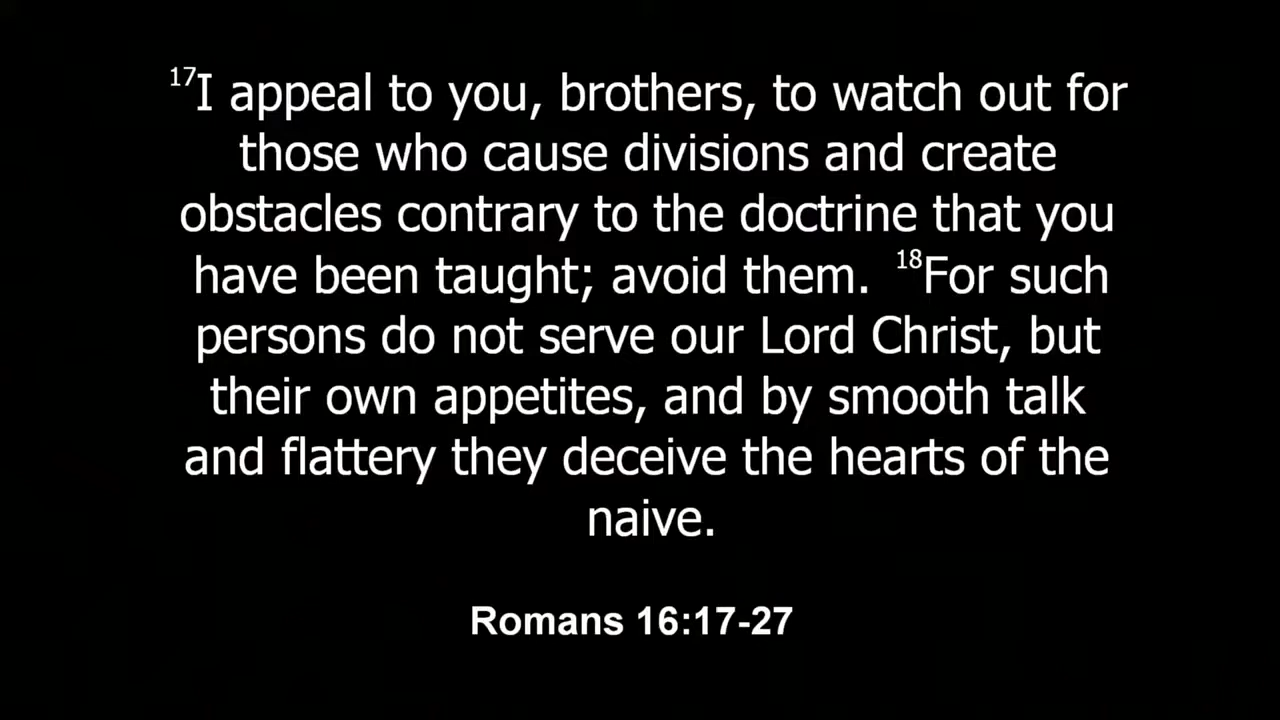 17I appeal to you, brothers, to watch out for
those who cause divisions and create
obstacles contrary to the doctrine that you
have been taught; avoid them. 18For such
persons do not serve our Lord Christ, but
their own appetites, and by smooth talk
and flattery they deceive the hearts of the
naive.
Romans 16:17-27